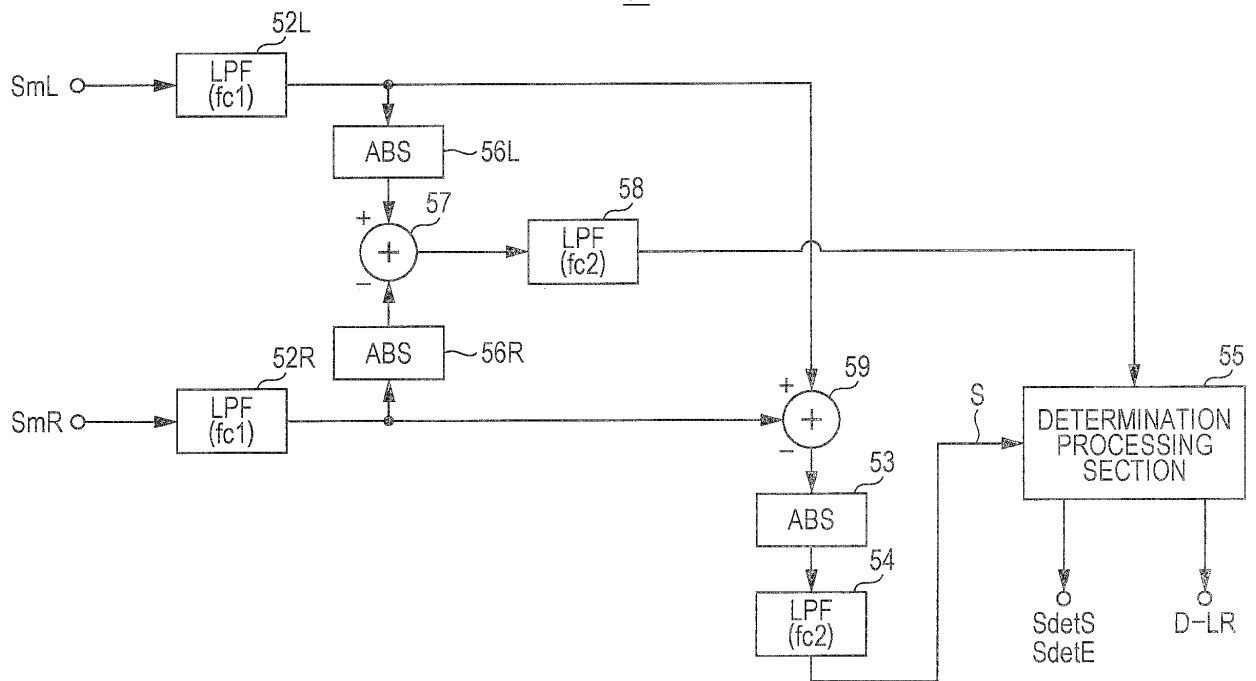 52L
SmL
LPF
(fc1)
ABS
56L
+
57
+
−
58
LPF
(fc2)
ABS
56R
52R
SmR
LPF
(fc1)
+
59
+
−
S
55
DETERMINATION
PROCESSING
SECTION
53
ABS
54
LPF
(fc2)
SdetS
SdetE
D-LR